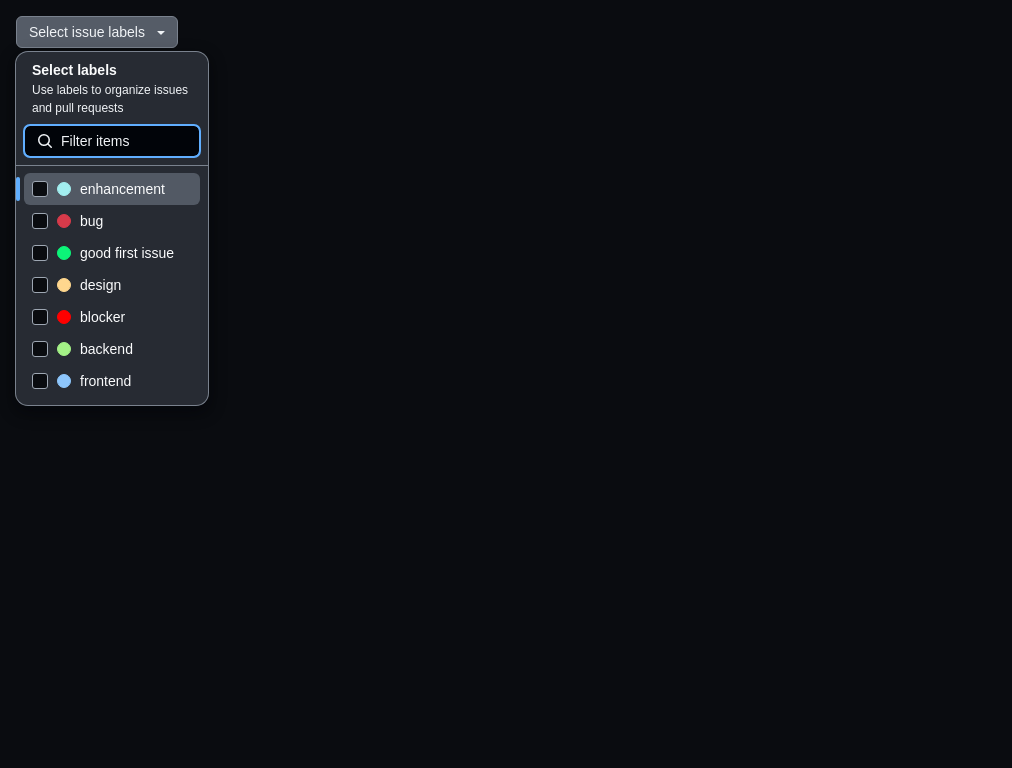 Select issue labels
Select labels
Use labels to organize issues
and pull requests
Filter items
enhancement
bug
good first issue
design
blocker
backend
frontend